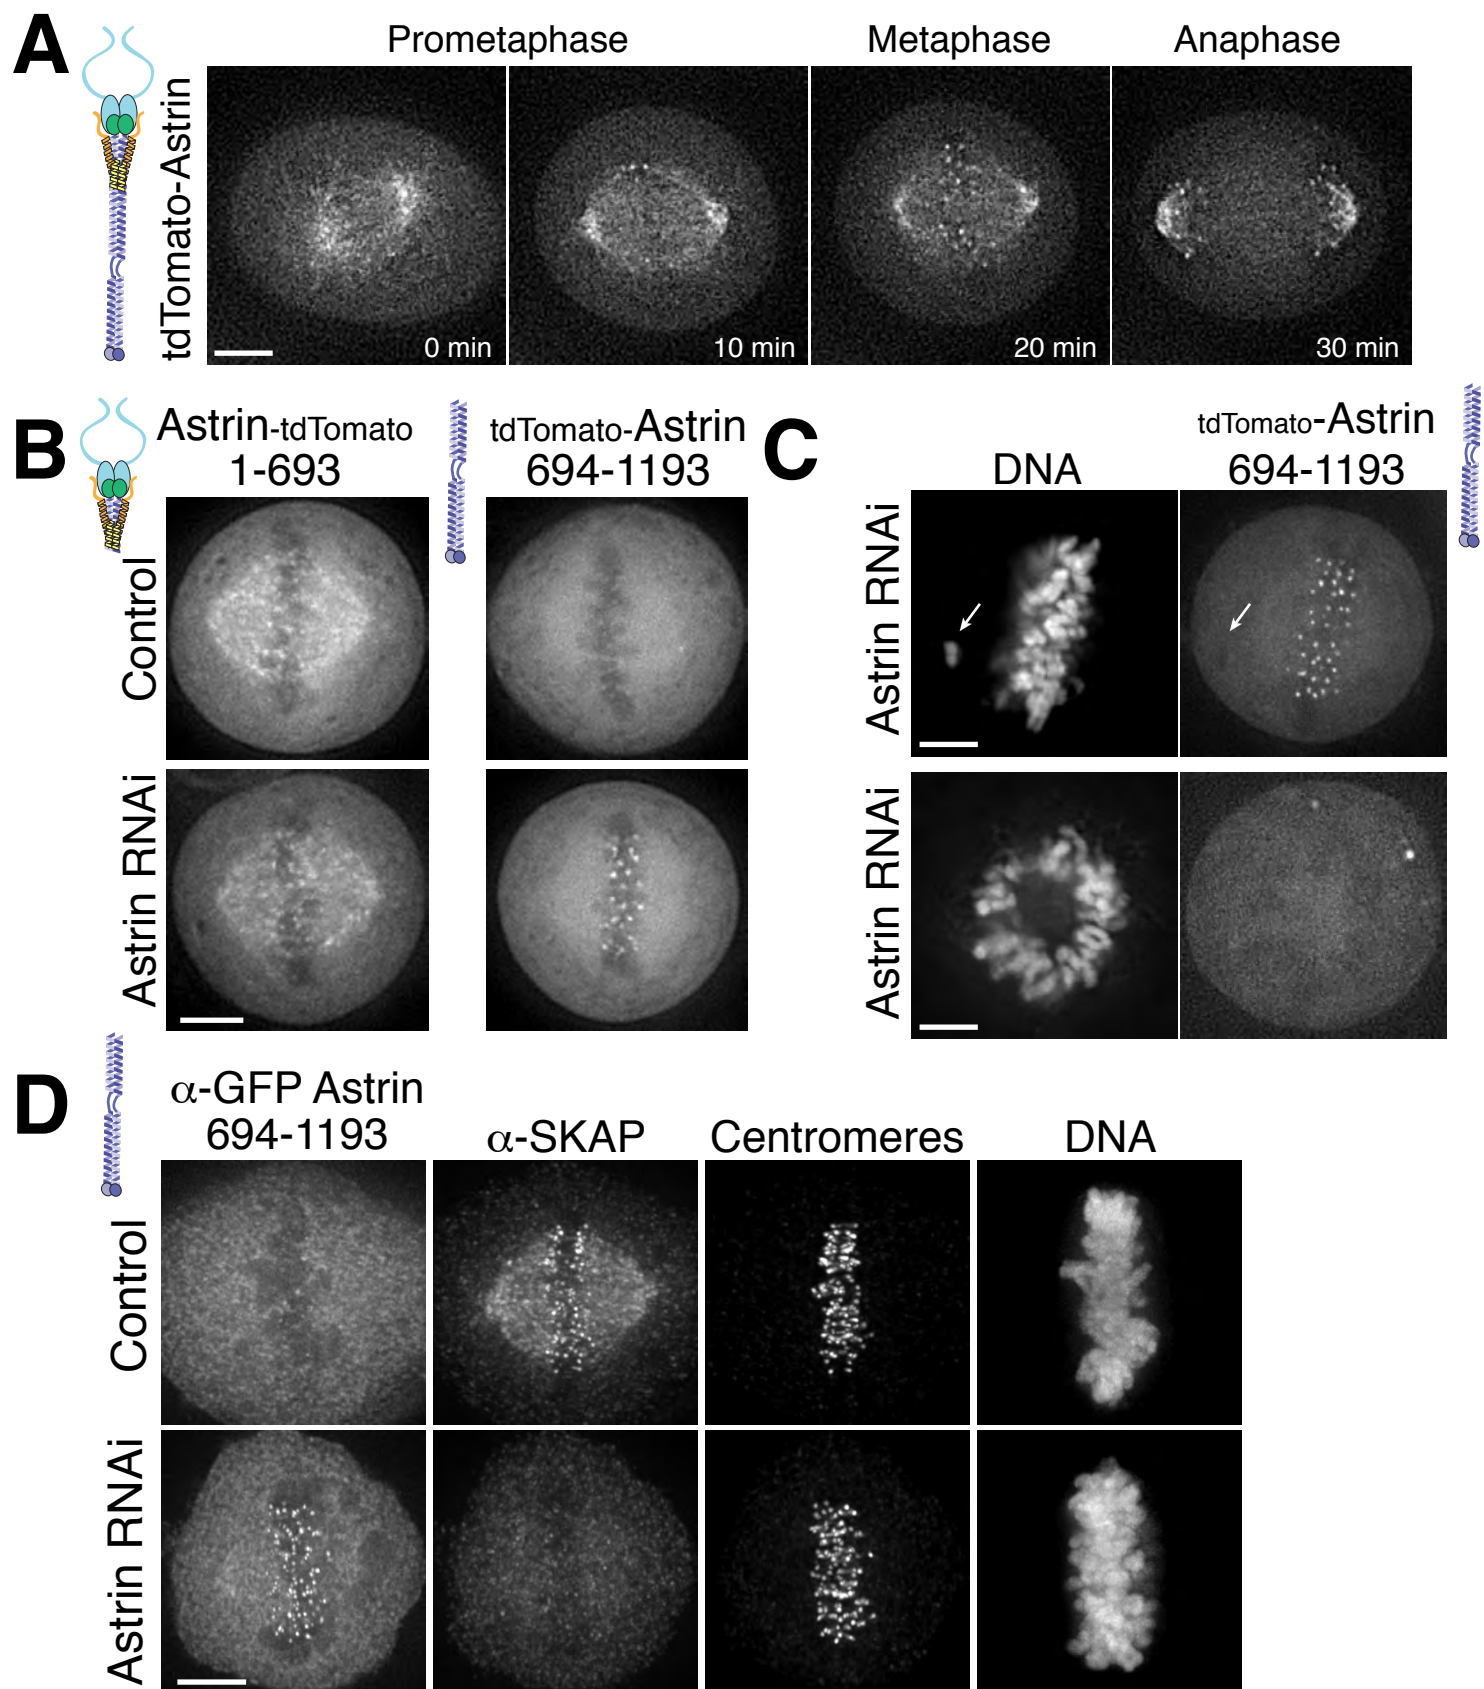 A
Prometaphase
Metaphase
Anaphase
tdTomato-Astrin
0 min
10 min
20 min
30 min
B
Astrin-tdTomato
1-693
tdTomato-Astrin
694-1193
Control
Astrin RNAi
C
DNA
tdTomato-Astrin
694-1193
Astrin RNAi
Astrin RNAi
D
α-GFP Astrin
694-1193
α-SKAP
Centromeres
DNA
Control
Astrin RNAi